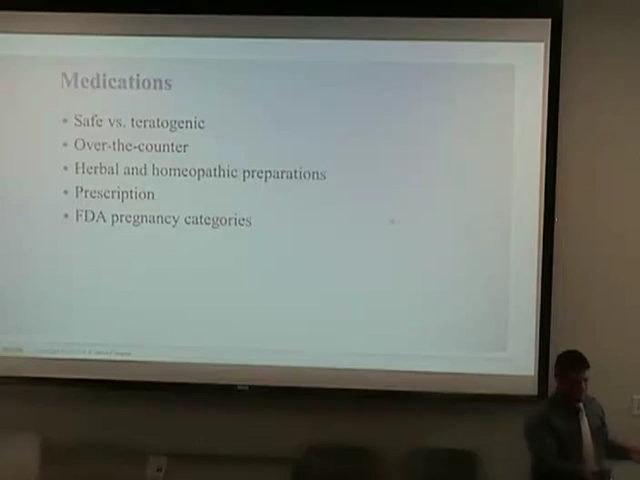 Medications
• Safe vs. teratogenic
• Over-the-counter
• Herbal and homeopathic preparations
• Prescription
• FDA pregnancy categories